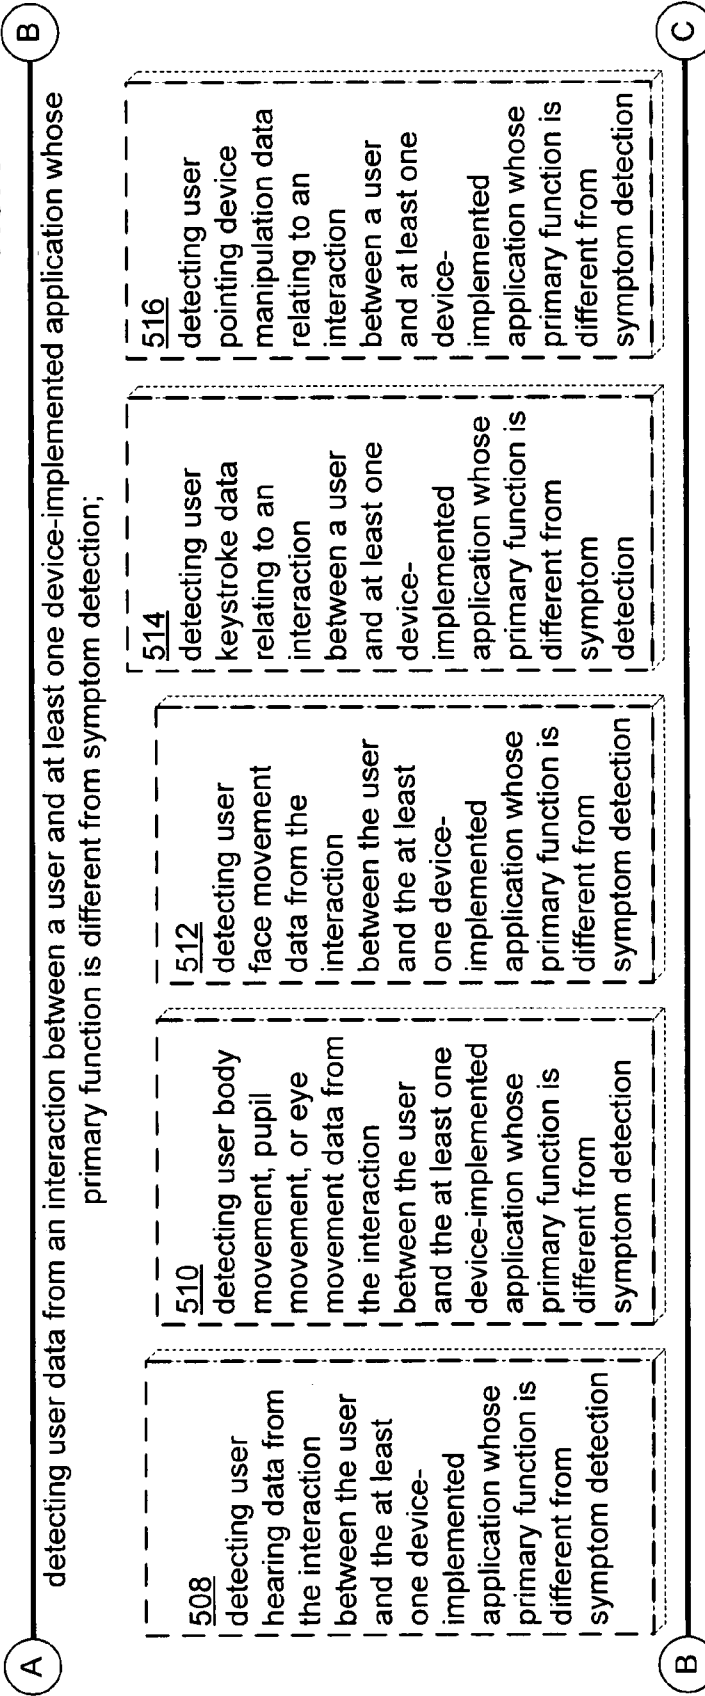 A
B
detecting user data from an interaction between a user and at least one device-implemented application whose
primary function is different from symptom detection;
508
detecting user
hearing data from
the interaction
between the user
and the at least
one device-
implemented
application whose
primary function is
different from
symptom detection
510
detecting user body
movement, pupil
movement, or eye
movement data from
the interaction
between the user
and the at least one
device-implemented
application whose
primary function is
different from
symptom detection
512
detecting user
face movement
data from the
interaction
between the user
and the at least
one device-
implemented
application whose
primary function is
different from
symptom detection
514
detecting user
keystroke data
relating to an
interaction
between a user
and at least one
device-
implemented
application whose
primary function is
different from
symptom
detection
516
detecting user
pointing device
manipulation data
relating to an
interaction
between a user
and at least one
device-
implemented
application whose
primary function is
different from
symptom detection
B
C